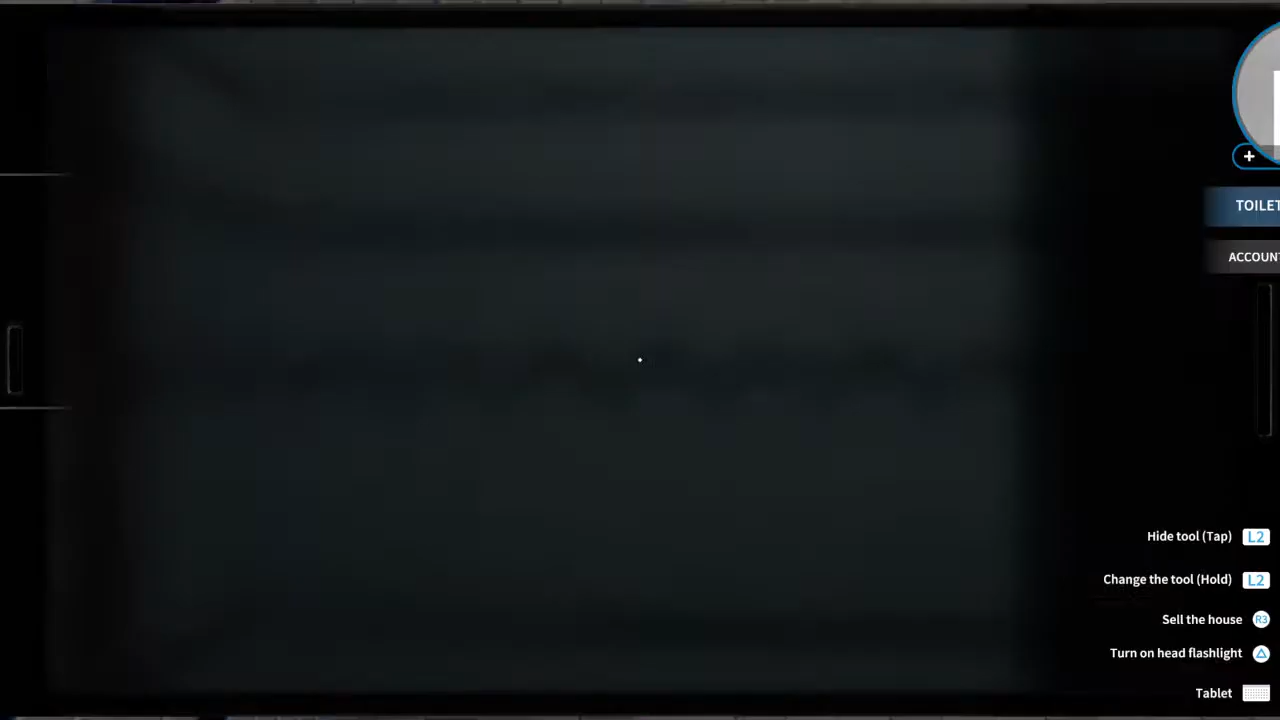 +
TOILET
ACCOUNT
Hide tool (Tap) L2
Change the tool (Hold) L2
Sell the house R3
Turn on head flashlight
Tablet